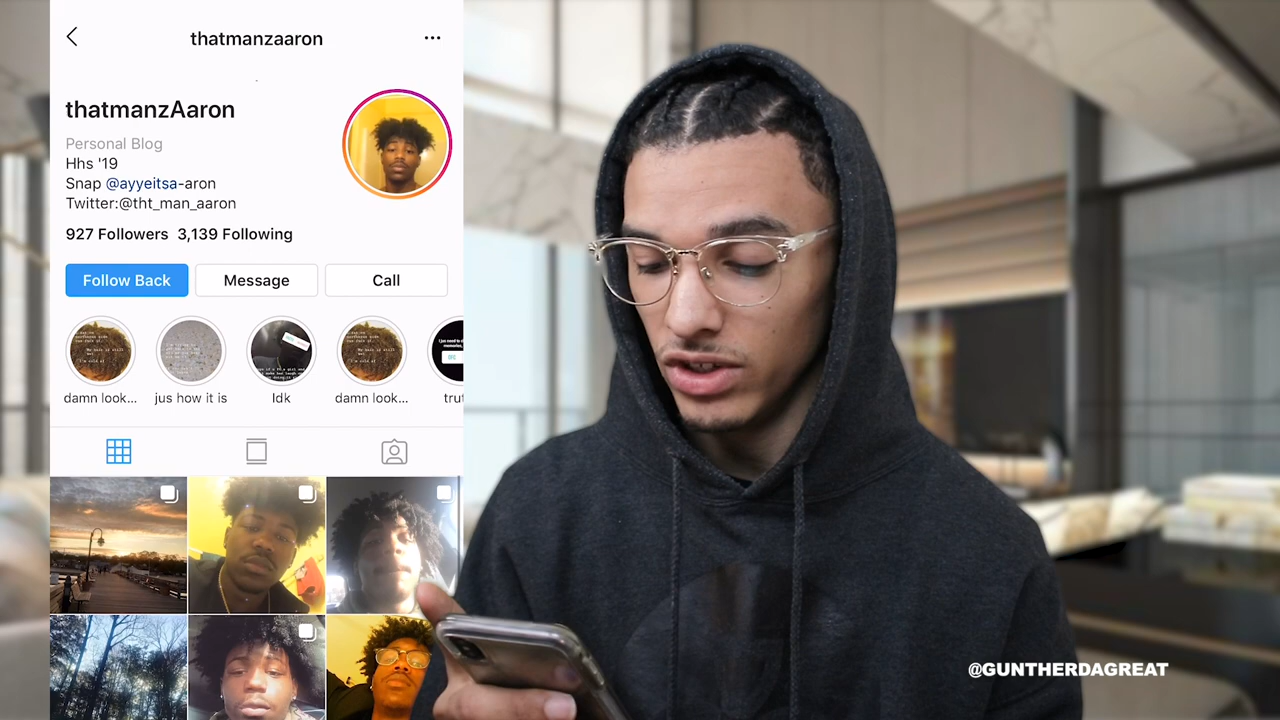 thatmanzaaron
thatmanzAaron
Personal Blog
Hhs '19
Snap @ayyeitsa-aron
Twitter:@tht_man_aaron
927 Followers 3,139 Following
Follow Back Message Call
damn look... jus how it is Idk damn look... trut
@GUNTHERDAGREAT